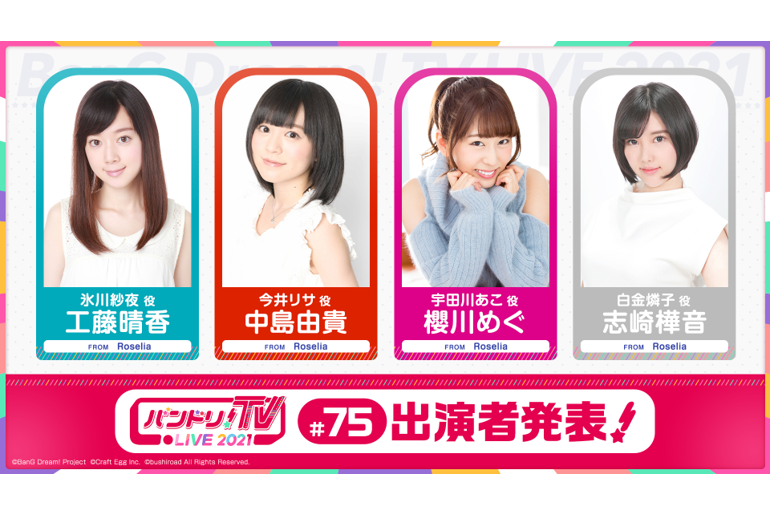 BanG Dream! TV LIVE 2021
氷川紗夜 役
工藤晴香
FROM Roselia
今井リサ 役
中島由貴
FROM Roselia
宇田川あこ 役
櫻川めぐ
FROM Roselia
白金燐子 役
志崎樺音
FROM Roselia
バンドリ!TV
LIVE 2021
#75 出演者発表!
©BanG Dream! Project ©Craft Egg Inc. ©bushiroad All Rights Reserved.